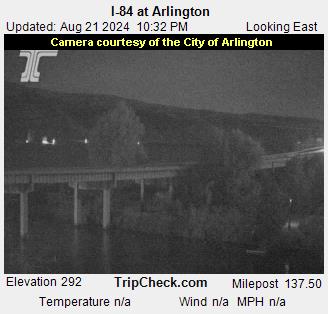 I-84 at Arlington
Updated: Aug 21 2024 10:32 PM Looking East
Camera courtesy of the City of Arlington
Elevation 292 TripCheck.com Milepost 137.50
Temperature n/a Wind n/a MPH n/a